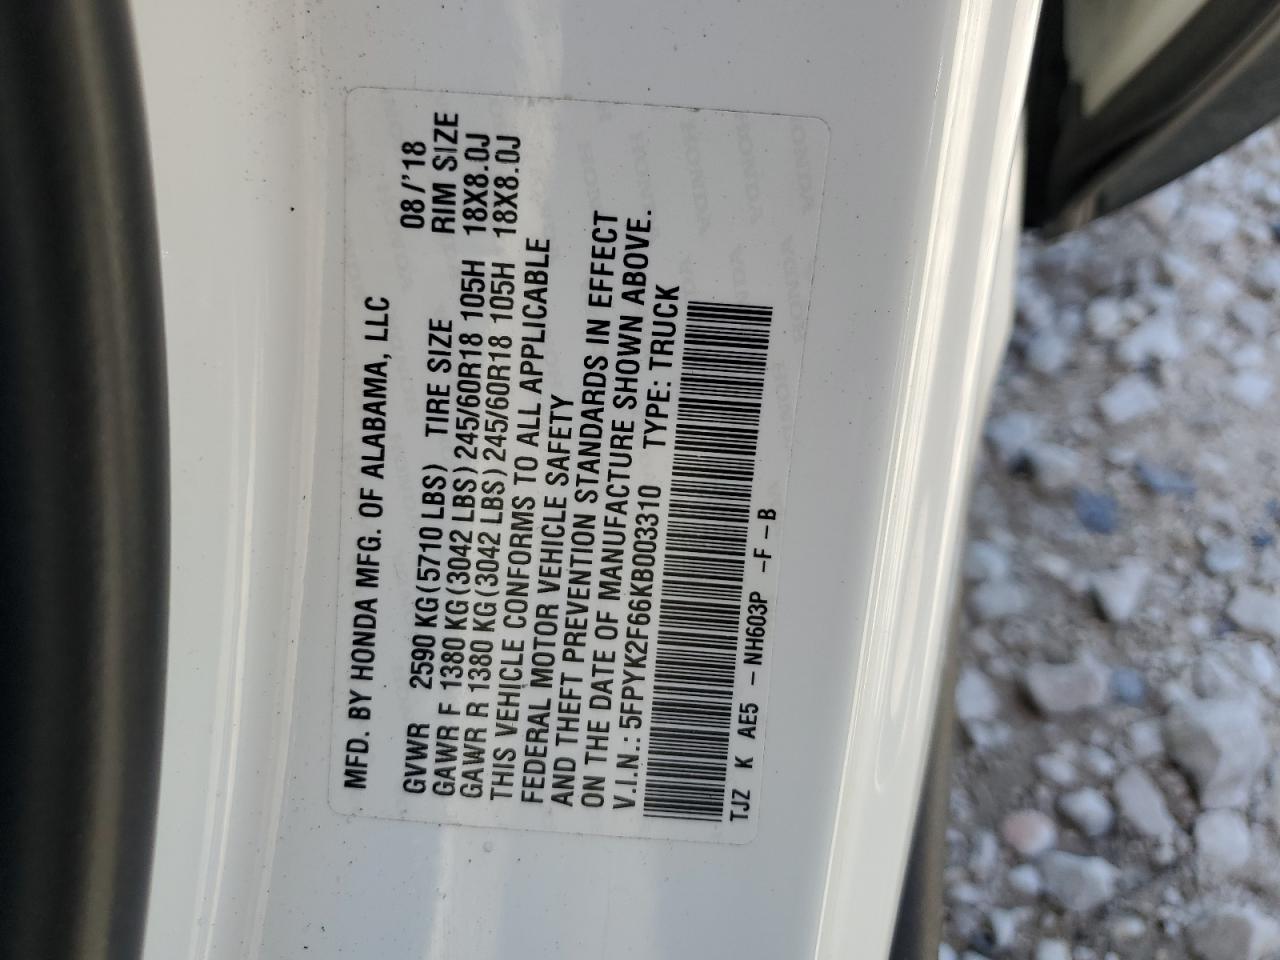 MFD. BY HONDA MFG. OF ALABAMA, LLC 08/'18
GVWR 2590 KG(5710 LBS) TIRE SIZE RIM SIZE
GAWR F 1380 KG(3042 LBS) 245/60R18 105H 18X8.0J
GAWR R 1380 KG(3042 LBS) 245/60R18 105H 18X8.0J
THIS VEHICLE CONFORMS TO ALL APPLICABLE
FEDERAL MOTOR VEHICLE SAFETY
AND THEFT PREVENTION STANDARDS IN EFFECT
ON THE DATE OF MANUFACTURE SHOWN ABOVE.
V.I.N.: 5FPYK2F66KB003310 TYPE: TRUCK
TJZ K AE5 - NH603P -F-B